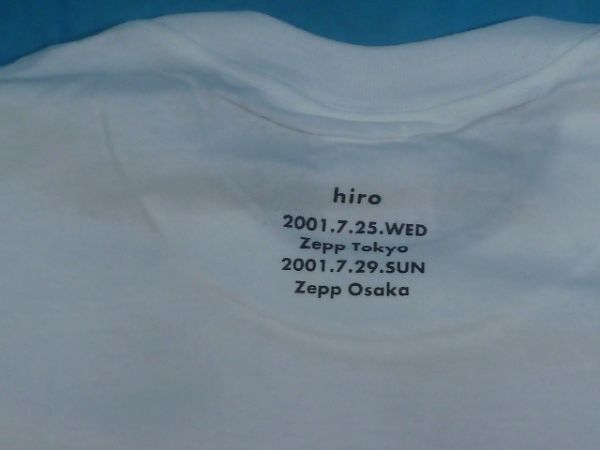 hiro
2001.7.25.WED
Zepp Tokyo
2001.7.29.SUN
Zepp Osaka